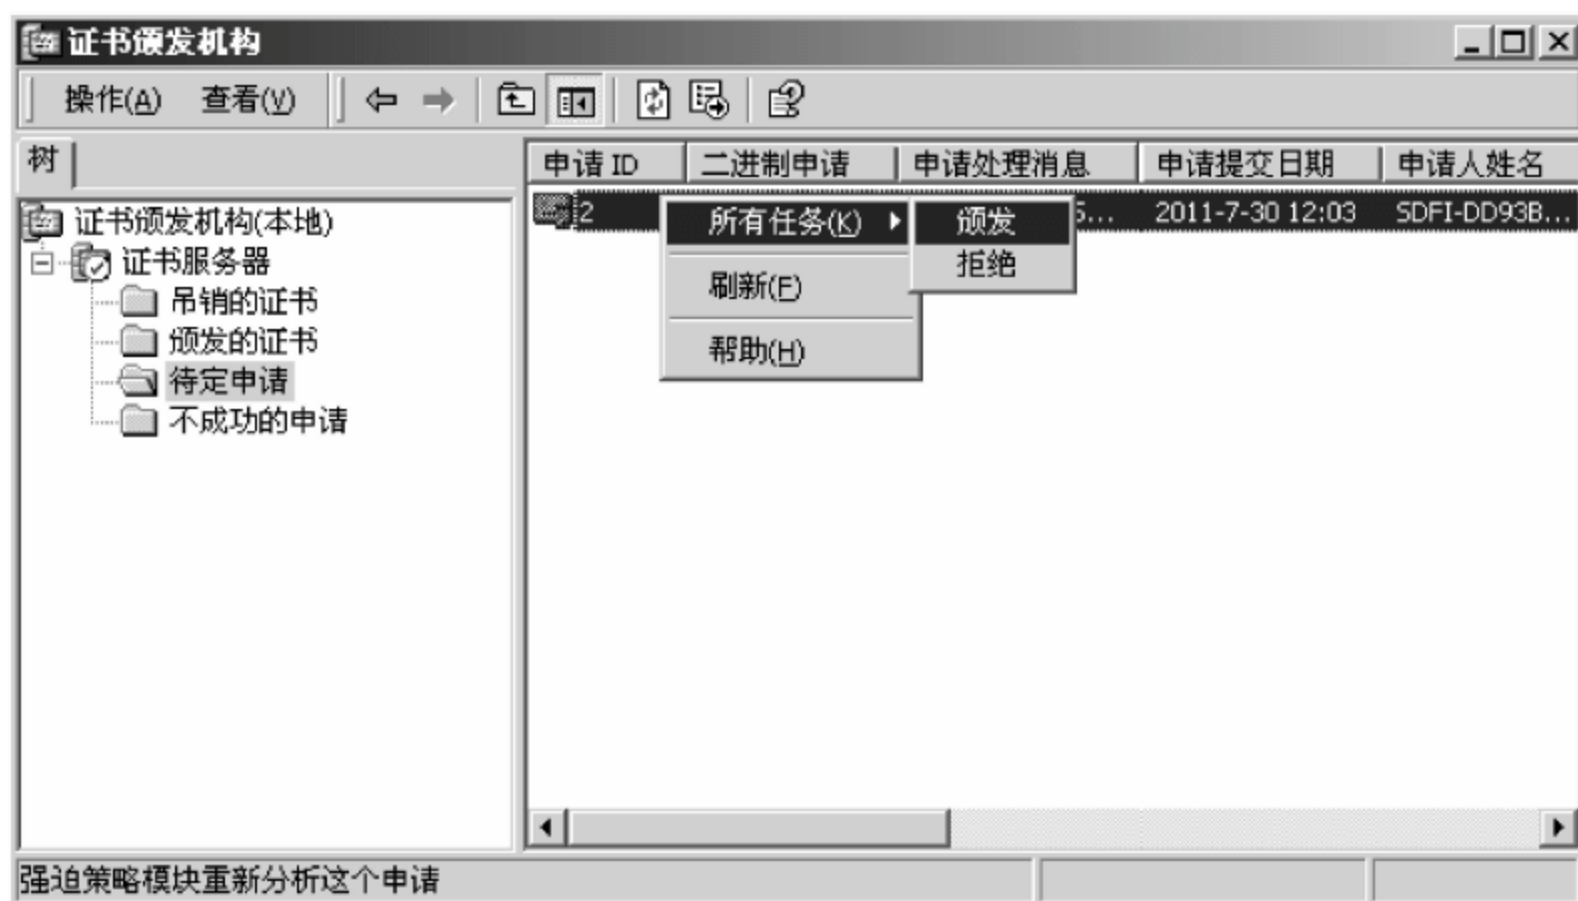 证书颁发机构
操作(A) 查看(V)
树
申请 ID 二进制申请 申请处理消息 申请提交日期 申请人姓名
证书颁发机构(本地)
证书服务器
吊销的证书
颁发的证书
待定申请
不成功的申请
2 5... 2011-7-30 12:03 SDFI-DD93B...
所有任务(K) 颁发
拒绝
刷新(F)
帮助(H)
强迫策略模块重新分析这个申请